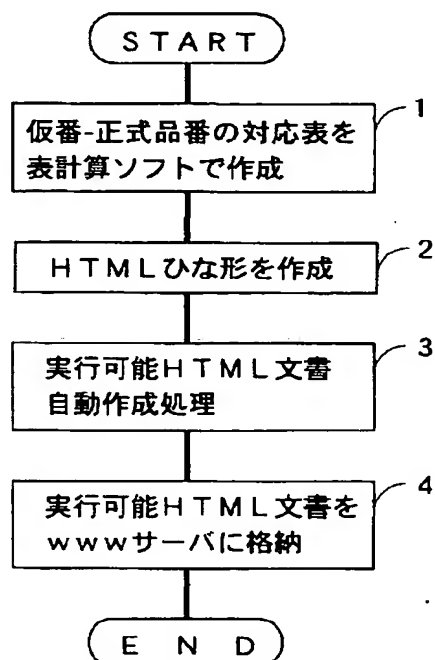 START
1
仮番-正式品番の対応表を
表計算ソフトで作成
2
HTMLひな形を作成
3
実行可能HTML文書
自動作成処理
4
実行可能HTML文書を
wwwサーバに格納
END